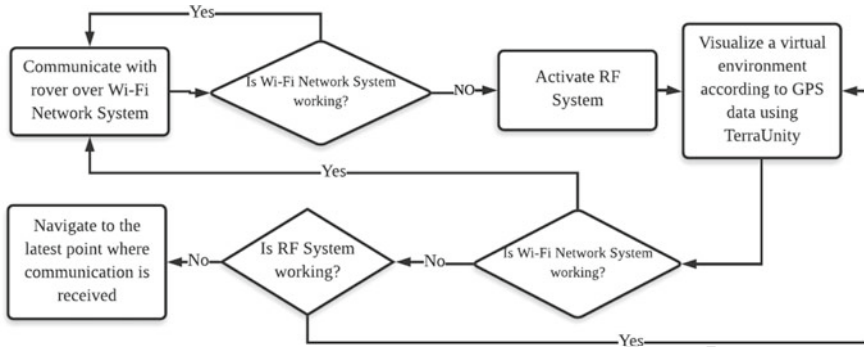 Yes
Communicate with
rover over Wi-Fi
Network System
Is Wi-Fi Network System
working?
NO
Activate RF
System
Visualize a virtual
environment
according to GPS
data using
TerraUnity
Yes
Navigate to the
latest point where
communication is
received
No
Is RF System
working?
No
Is Wi-Fi Network System
working?
Yes